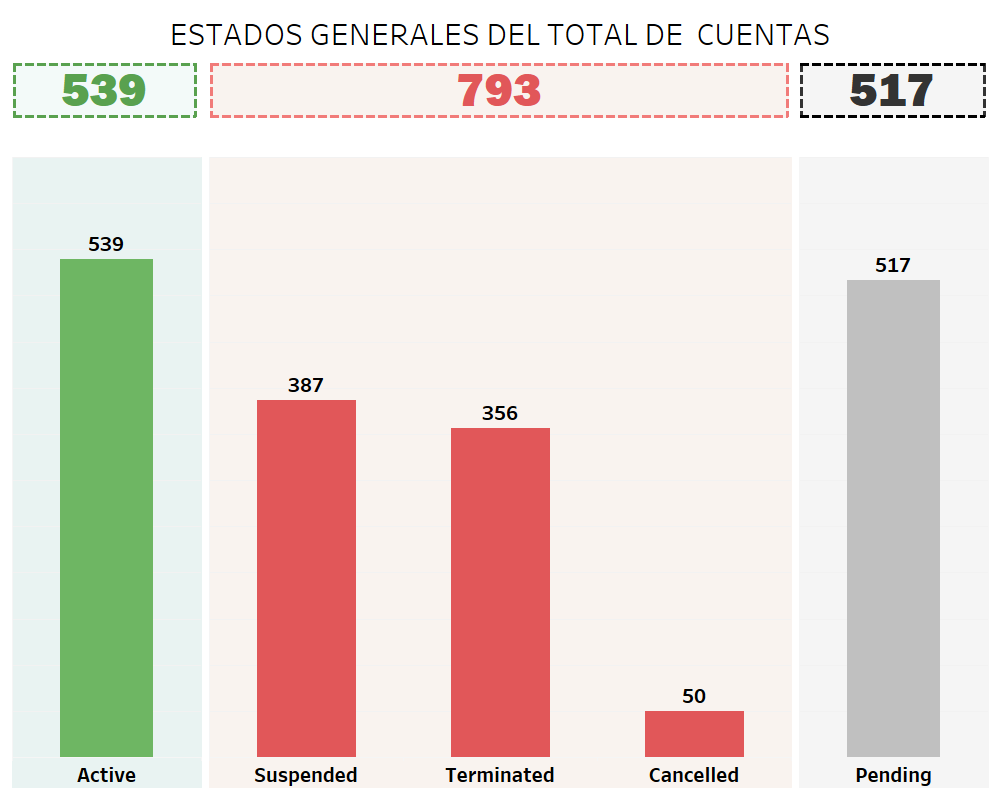 ESTADOS GENERALES DEL TOTAL DE CUENTAS
539 793 517
539
517
387
356
50
Active Suspended Terminated Cancelled Pending